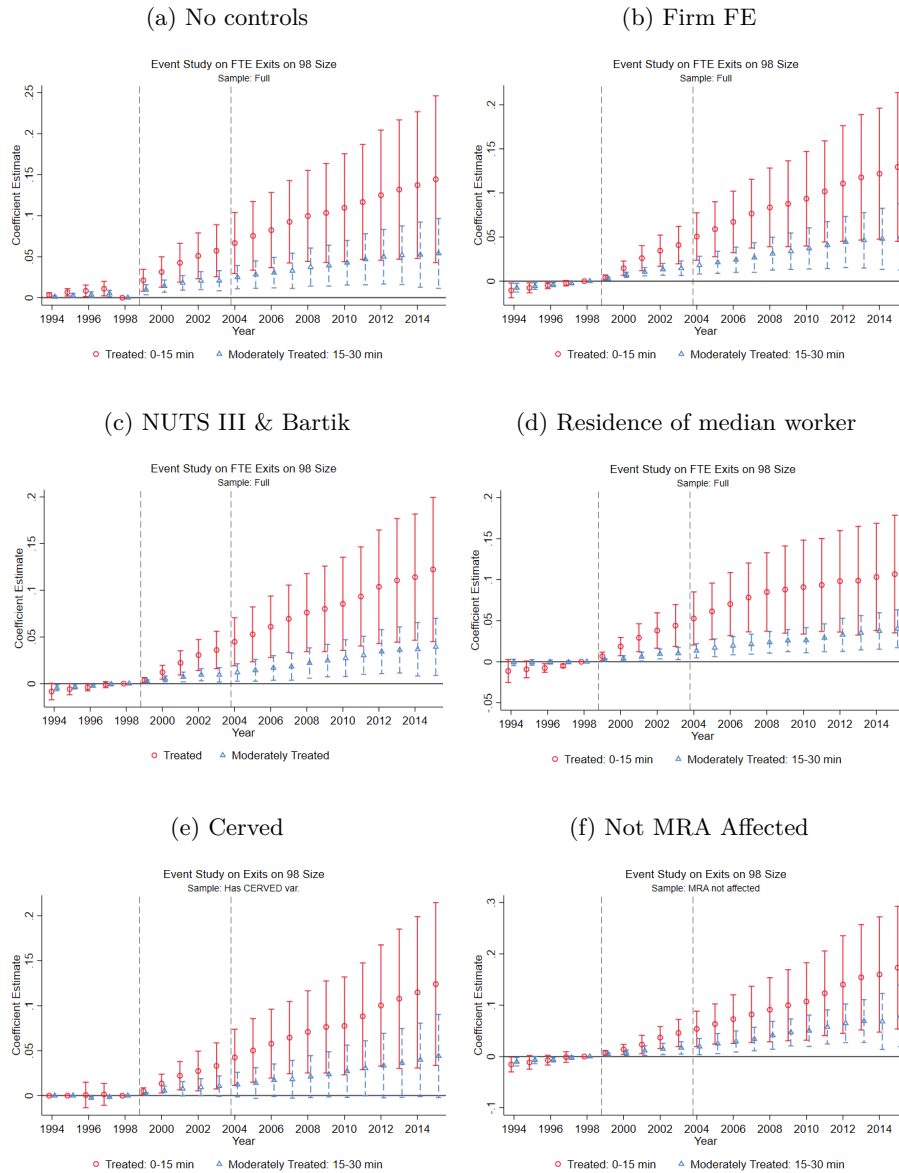 (a) No controls
(b) Firm FE
Event Study on FTE Exits on 98 Size
Sample: Full
Coefficient Estimate
.25
.2
.15
.1
.05
0
1994 1996 1998 2000 2002 2004 2006 2008 2010 2012 2014
Year
Treated: 0-15 min Moderately Treated: 15-30 min
Event Study on FTE Exits on 98 Size
Sample: Full
Coefficient Estimate
.2
.15
.1
.05
0
1994 1996 1998 2000 2002 2004 2006 2008 2010 2012 2014
Year
Treated: 0-15 min Moderately Treated: 15-30 min
(c) NUTS III & Bartik
(d) Residence of median worker
Event Study on FTE Exits on 98 Size
Sample: Full
Coefficient Estimate
.2
.15
.1
.05
0
1994 1996 1998 2000 2002 2004 2006 2008 2010 2012 2014
Year
Treated Moderately Treated
Event Study on FTE Exits on 98 Size
Sample: Full
Coefficient Estimate
.2
.15
.1
.05
0
-.05
1994 1996 1998 2000 2002 2004 2006 2008 2010 2012 2014
Year
Treated: 0-15 min Moderately Treated: 15-30 min
(e) Cerved
(f) Not MRA Affected
Event Study on Exits on 98 Size
Sample: Has CERVED var.
Coefficient Estimate
.2
.15
.1
.05
0
1994 1996 1998 2000 2002 2004 2006 2008 2010 2012 2014
Year
Treated: 0-15 min Moderately Treated: 15-30 min
Event Study on Exits on 98 Size
Sample: MRA not affected
Coefficient Estimate
.3
.2
.1
.0
-.1
1994 1996 1998 2000 2002 2004 2006 2008 2010 2012 2014
Year
Treated: 0-15 min Moderately Treated: 15-30 min